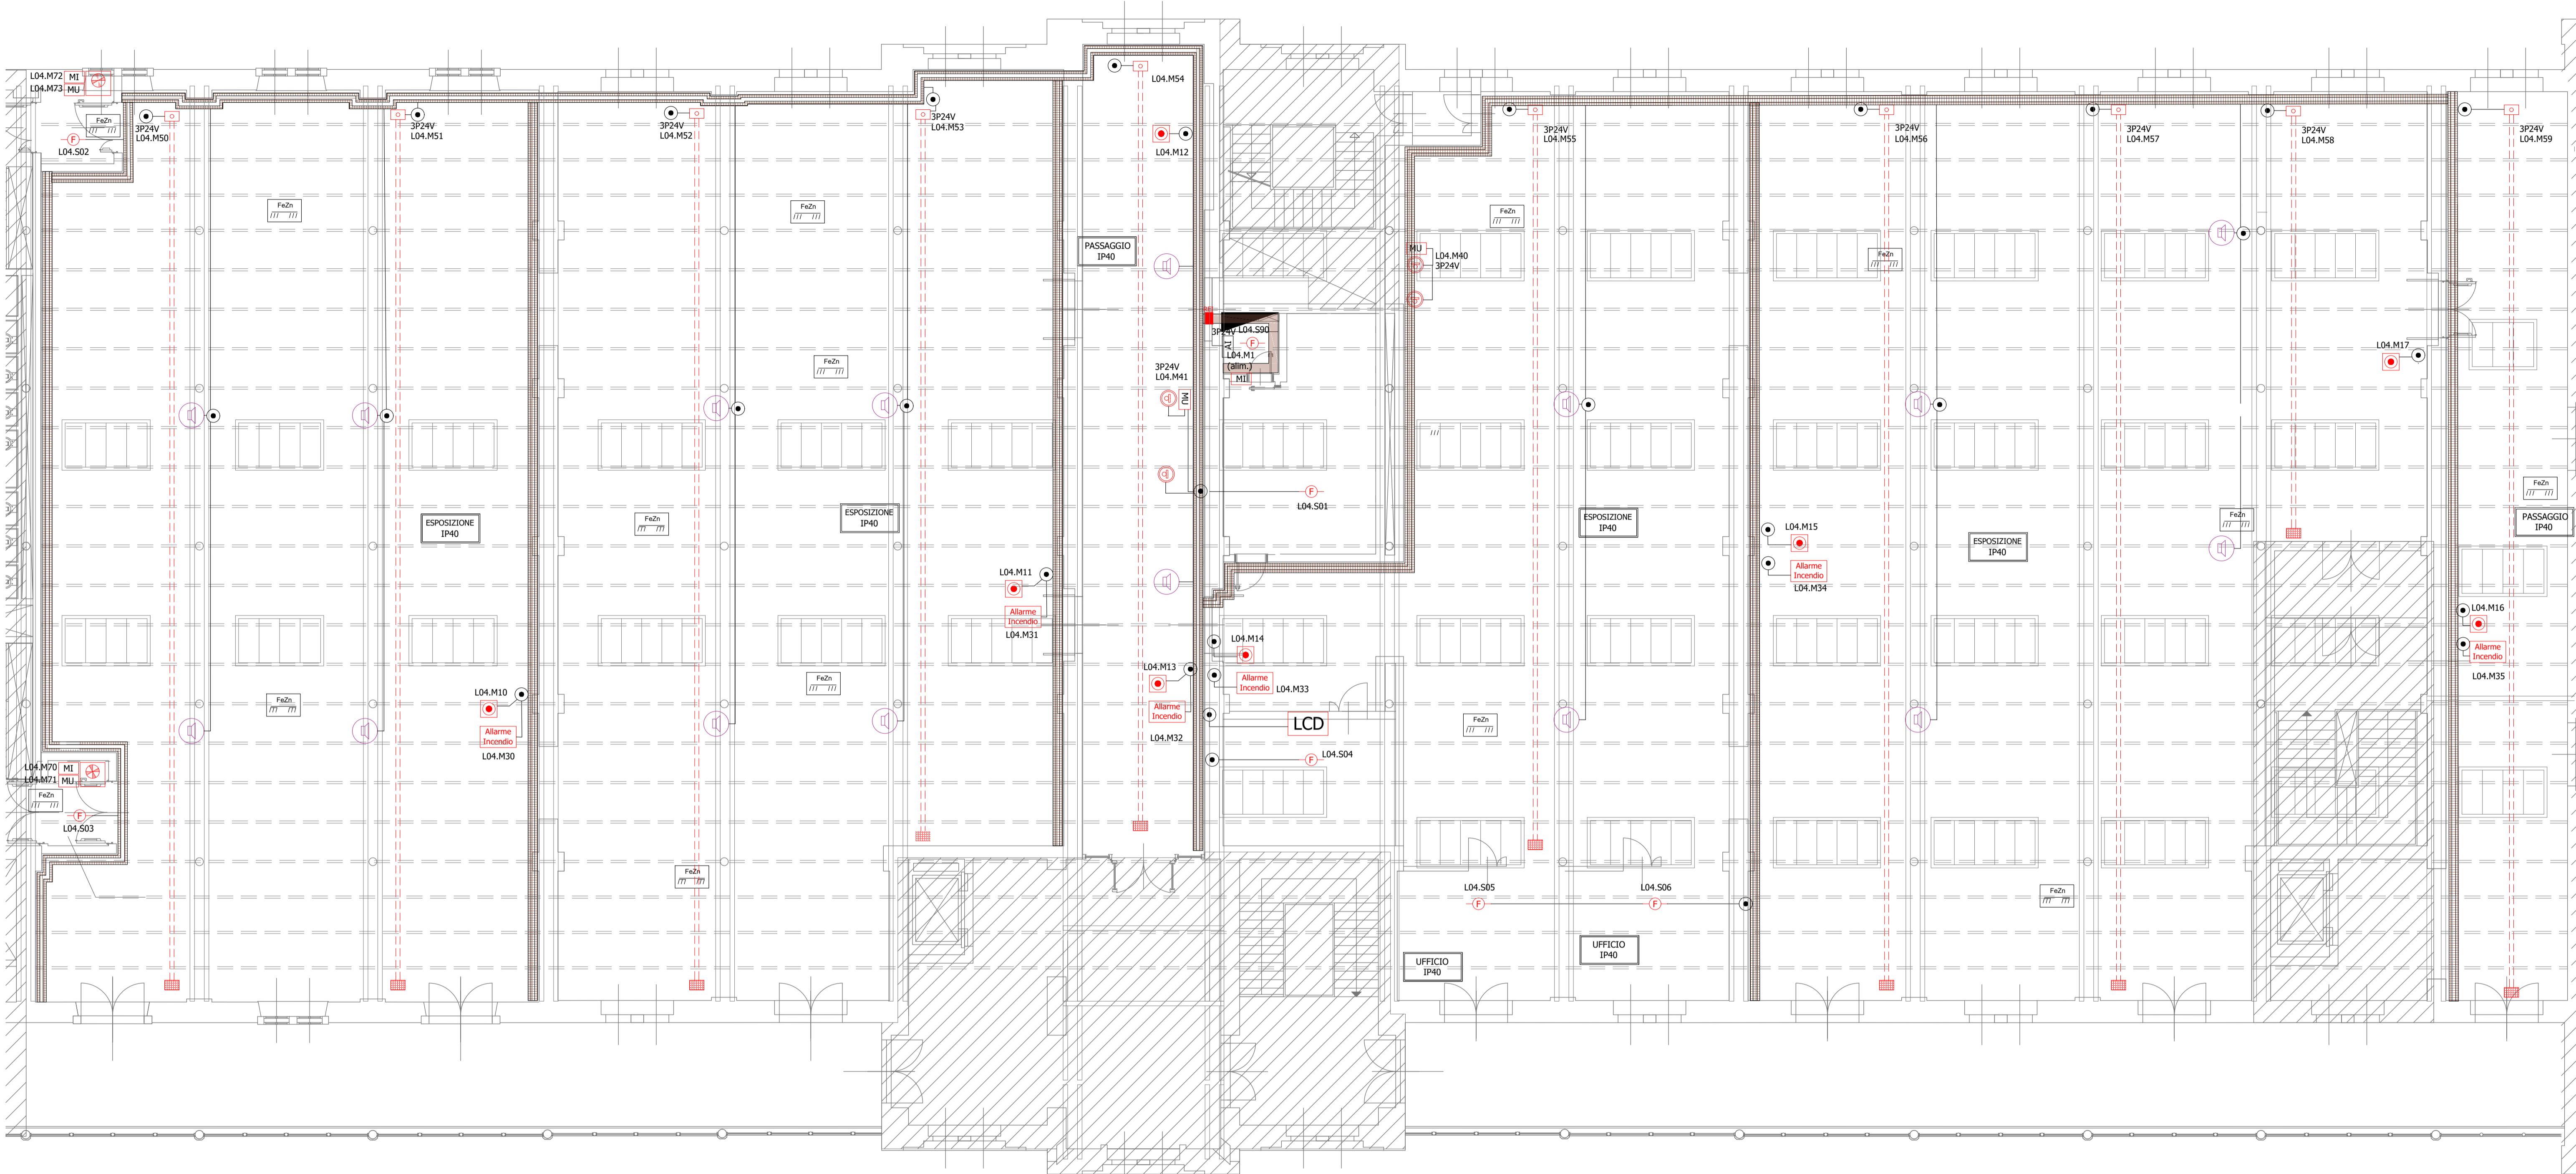 L04.M72 MI
L04.M73 MU
FeZn
L04.S02
3P24V
L04.M50
3P24V
L04.M51
3P24V
L04.M52
3P24V
L04.M53
L04.M54
L04.M12
3P24V
L04.M55
3P24V
L04.M56
3P24V
L04.M57
3P24V
L04.M58
3P24V
L04.M59
FeZn
FeZn
FeZn
PASSAGGIO
IP40
MU
L04.M40
3P24V
FeZn
3P24V L04.S90
F
L04.M1
(alim.)
MI
L04.M17
FeZn
3P24V
L04.M41
MU
F
L04.S01
ESPOSIZIONE
IP40
FeZn
ESPOSIZIONE
IP40
ESPOSIZIONE
IP40
L04.M15
Allarme
Incendio
L04.M34
ESPOSIZIONE
IP40
FeZn
FeZn
PASSAGGIO
IP40
L04.M11
Allarme
Incendio
L04.M31
L04.M16
Allarme
Incendio
L04.M35
L04.M14
Allarme
Incendio
L04.M33
L04.M13
Allarme
Incendio
L04.M32
FeZn
L04.M10
Allarme
Incendio
L04.M30
FeZn
LCD
FeZn
F
L04.S04
L04.M70 MI
L04.M71 MU
FeZn
F
L04.S03
FeZn
L04.S05
F
L04.S06
F
FeZn
UFFICIO
IP40
UFFICIO
IP40